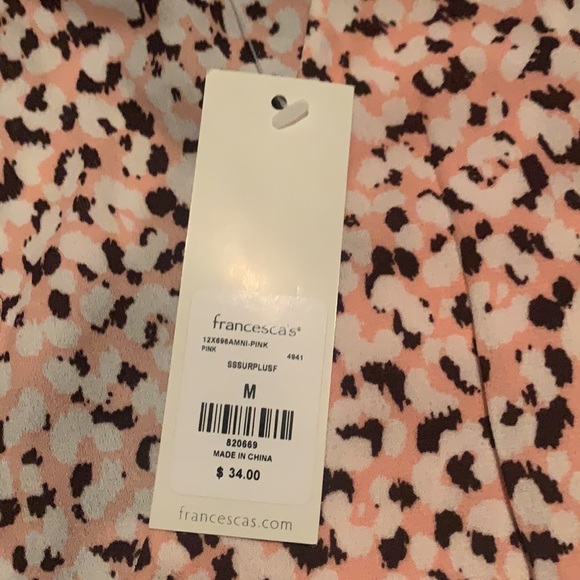 francesca's®
12X696AMNI-PINK
PINK 4941
SSSURPLUSF
M
820669
MADE IN CHINA
$ 34.00
francescas.com